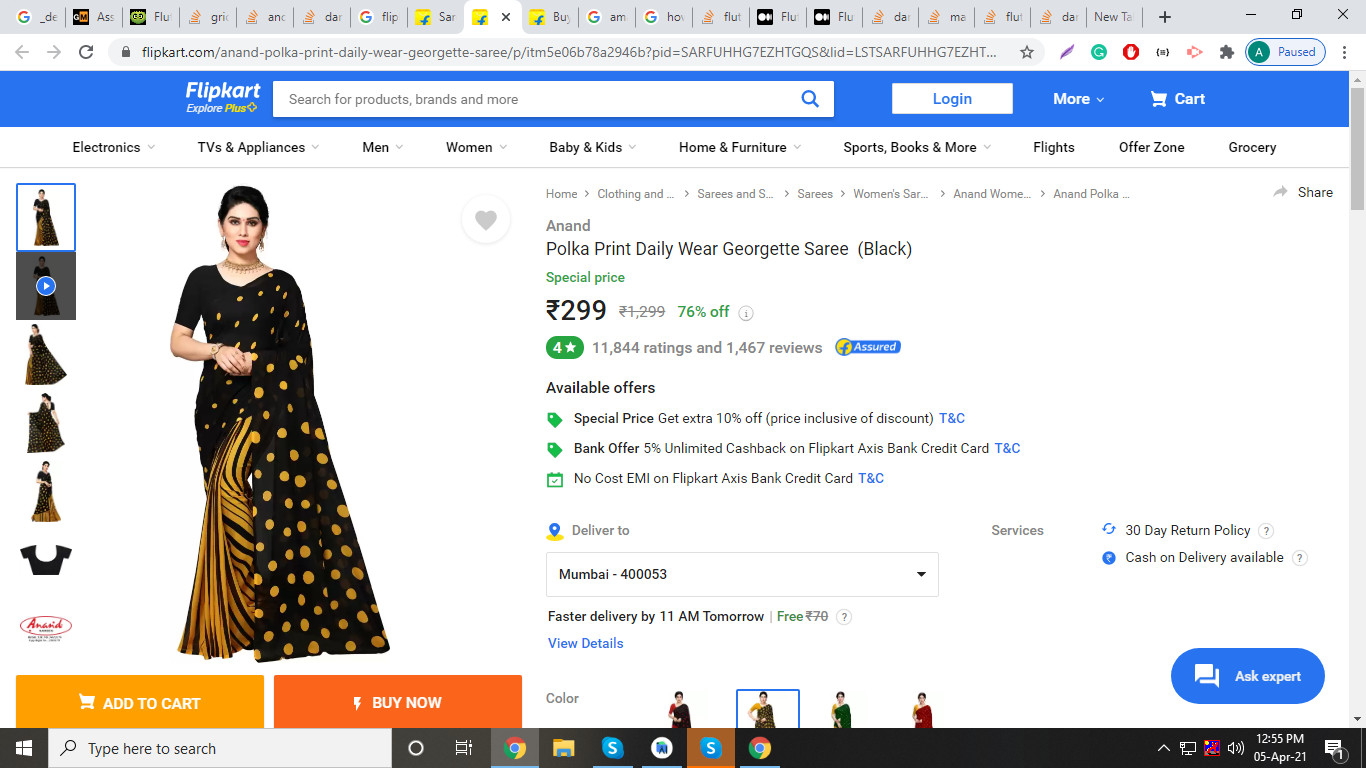 _de
Ass
Flut
gric
anc
dar
flip
Sar
Buy
am
how
flut
Flut
Flu
dar
ma
flut
dar
New Ta
flipkart.com/anand-polka-print-daily-wear-georgette-saree/p/itm5e06b78a2946b?pid=SARFUHHG7EZHTGQS&lid=LSTSARFUHHG7EZHT...
A Paused
Flipkart
Explore Plus
Search for products, brands and more
Login
More
Cart
Electronics
TVs & Appliances
Men
Women
Baby & Kids
Home & Furniture
Sports, Books & More
Flights
Offer Zone
Grocery
Home > Clothing and ... > Sarees and S... > Sarees > Women's Sar... > Anand Wome... > Anand Polka ...
Share
Anand
Polka Print Daily Wear Georgette Saree (Black)
Special price
₹299 ₹1,299 76% off
4★ 11,844 ratings and 1,467 reviews Assured
Available offers
Special Price Get extra 10% off (price inclusive of discount) T&C
Bank Offer 5% Unlimited Cashback on Flipkart Axis Bank Credit Card T&C
No Cost EMI on Flipkart Axis Bank Credit Card T&C
Deliver to
Mumbai - 400053
Faster delivery by 11 AM Tomorrow | Free ₹70 ?
View Details
Services
30 Day Return Policy ?
Cash on Delivery available ?
Anand
ADD TO CART
BUY NOW
Color
Ask expert
Type here to search
12:55 PM
05-Apr-21
1